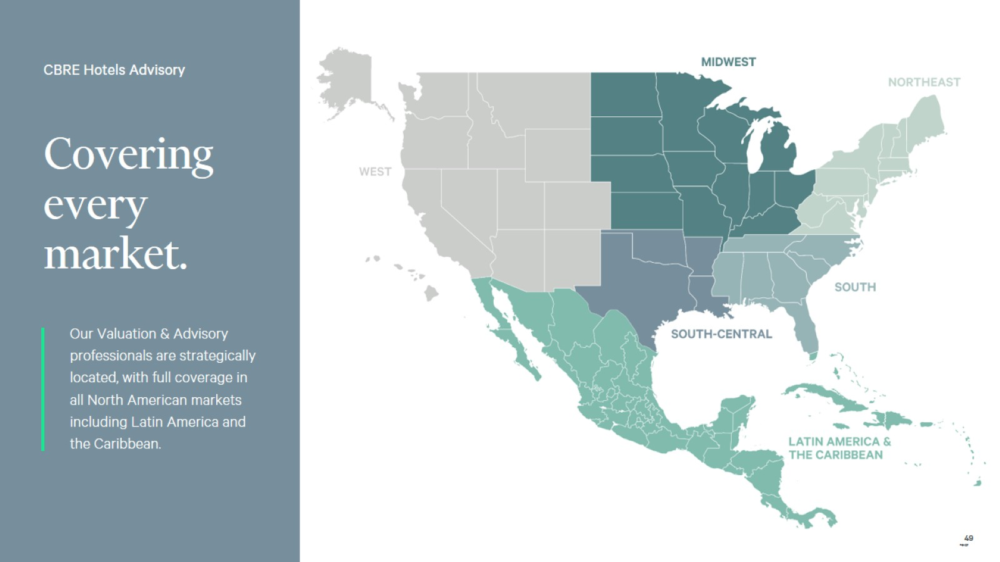 CBRE Hotels Advisory
Covering
every
market.
Our Valuation & Advisory
professionals are strategically
located, with full coverage in
all North American markets
including Latin America and
the Caribbean.
MIDWEST
NORTHEAST
WEST
SOUTH
SOUTH-CENTRAL
LATIN AMERICA &
THE CARIBBEAN
49